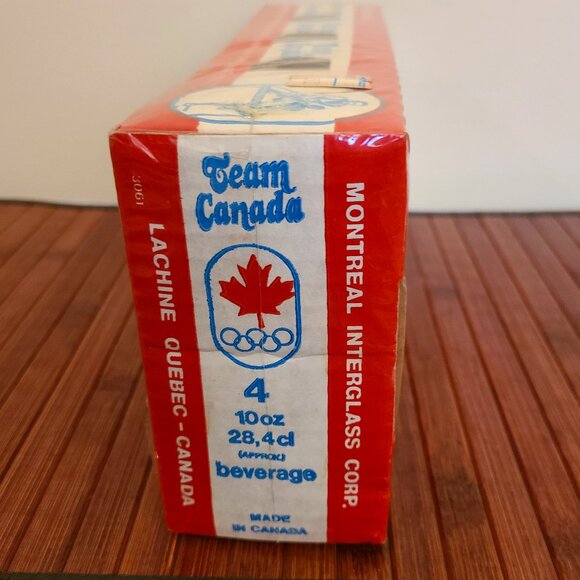 Team
Canada
4
10 oz
28,4 cl
(APPROX.)
beverage
MADE
IN CANADA
3061
LACHINE QUEBEC - CANADA
MONTREAL INTERGLASS CORP.